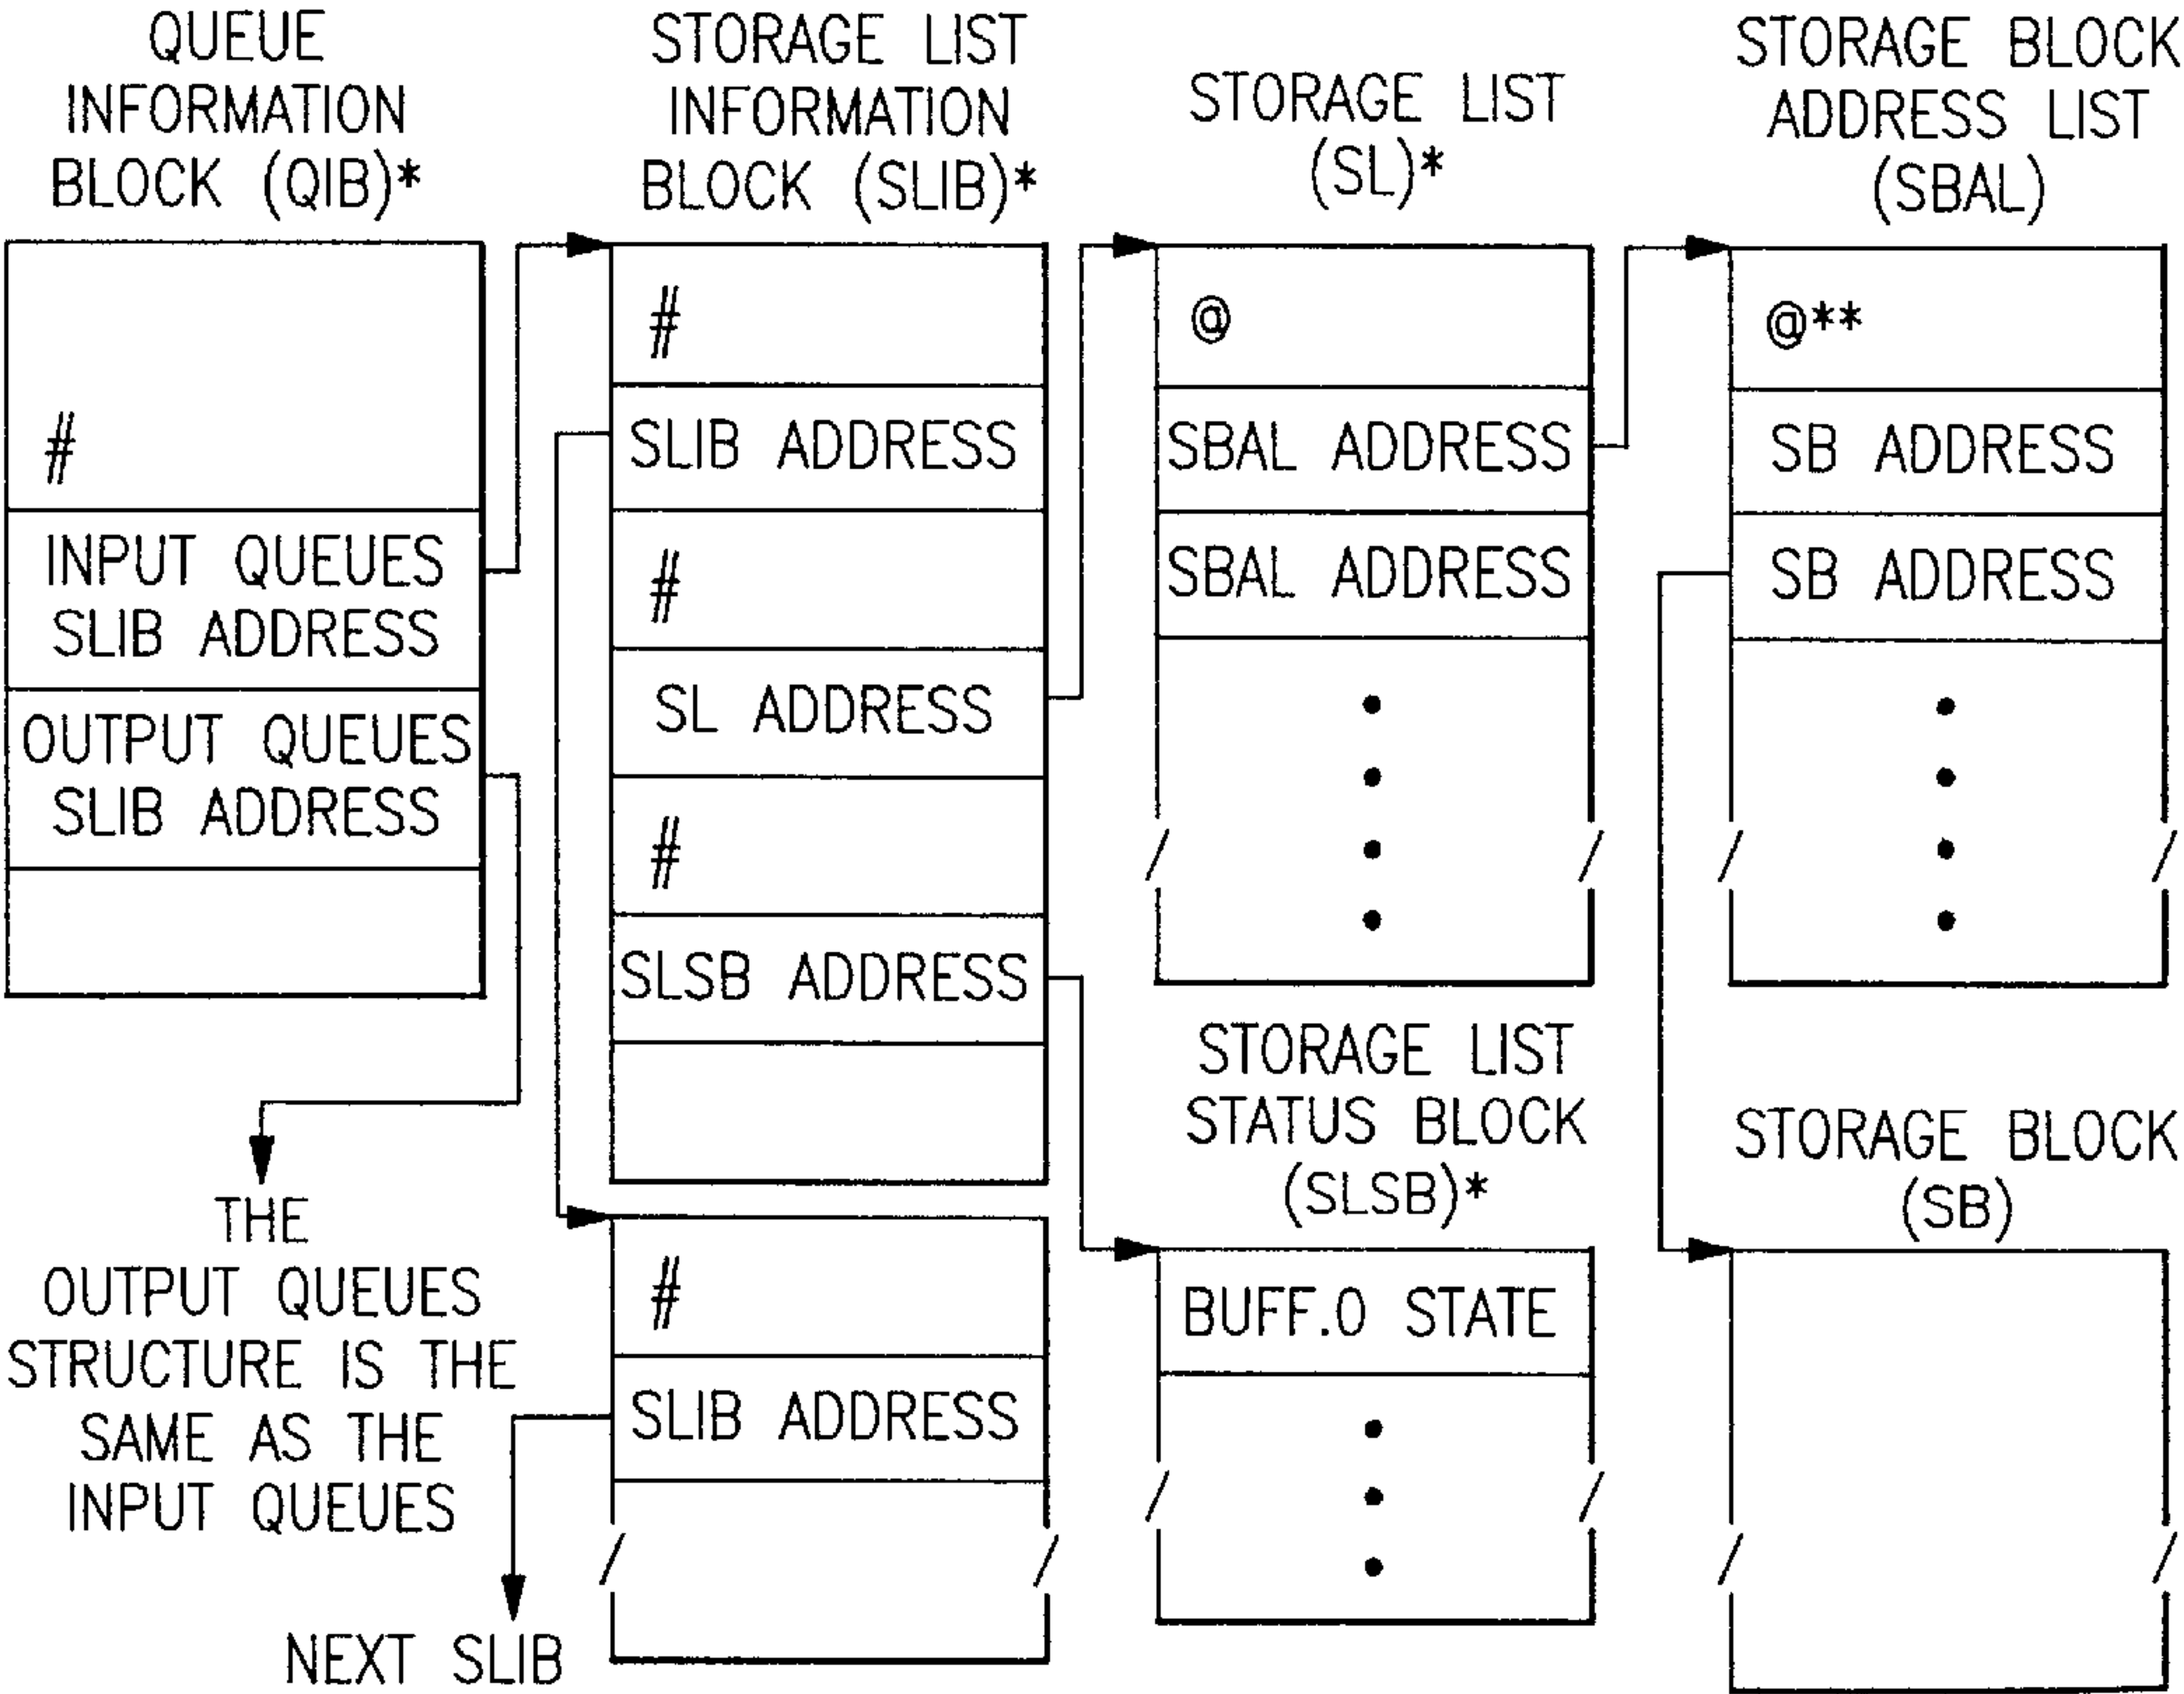 QUEUE
INFORMATION
BLOCK (QIB)*
#
INPUT QUEUES
SLIB ADDRESS
OUTPUT QUEUES
SLIB ADDRESS
THE
OUTPUT QUEUES
STRUCTURE IS THE
SAME AS THE
INPUT QUEUES
STORAGE LIST
INFORMATION
BLOCK (SLIB)*
#
SLIB ADDRESS
#
SL ADDRESS
#
SLSB ADDRESS
#
SLIB ADDRESS
NEXT SLIB
STORAGE LIST
(SL)*
@
SBAL ADDRESS
SBAL ADDRESS
STORAGE LIST
STATUS BLOCK
(SLSB)*
BUFF.0 STATE
STORAGE BLOCK
ADDRESS LIST
(SBAL)
@**
SB ADDRESS
SB ADDRESS
STORAGE BLOCK
(SB)